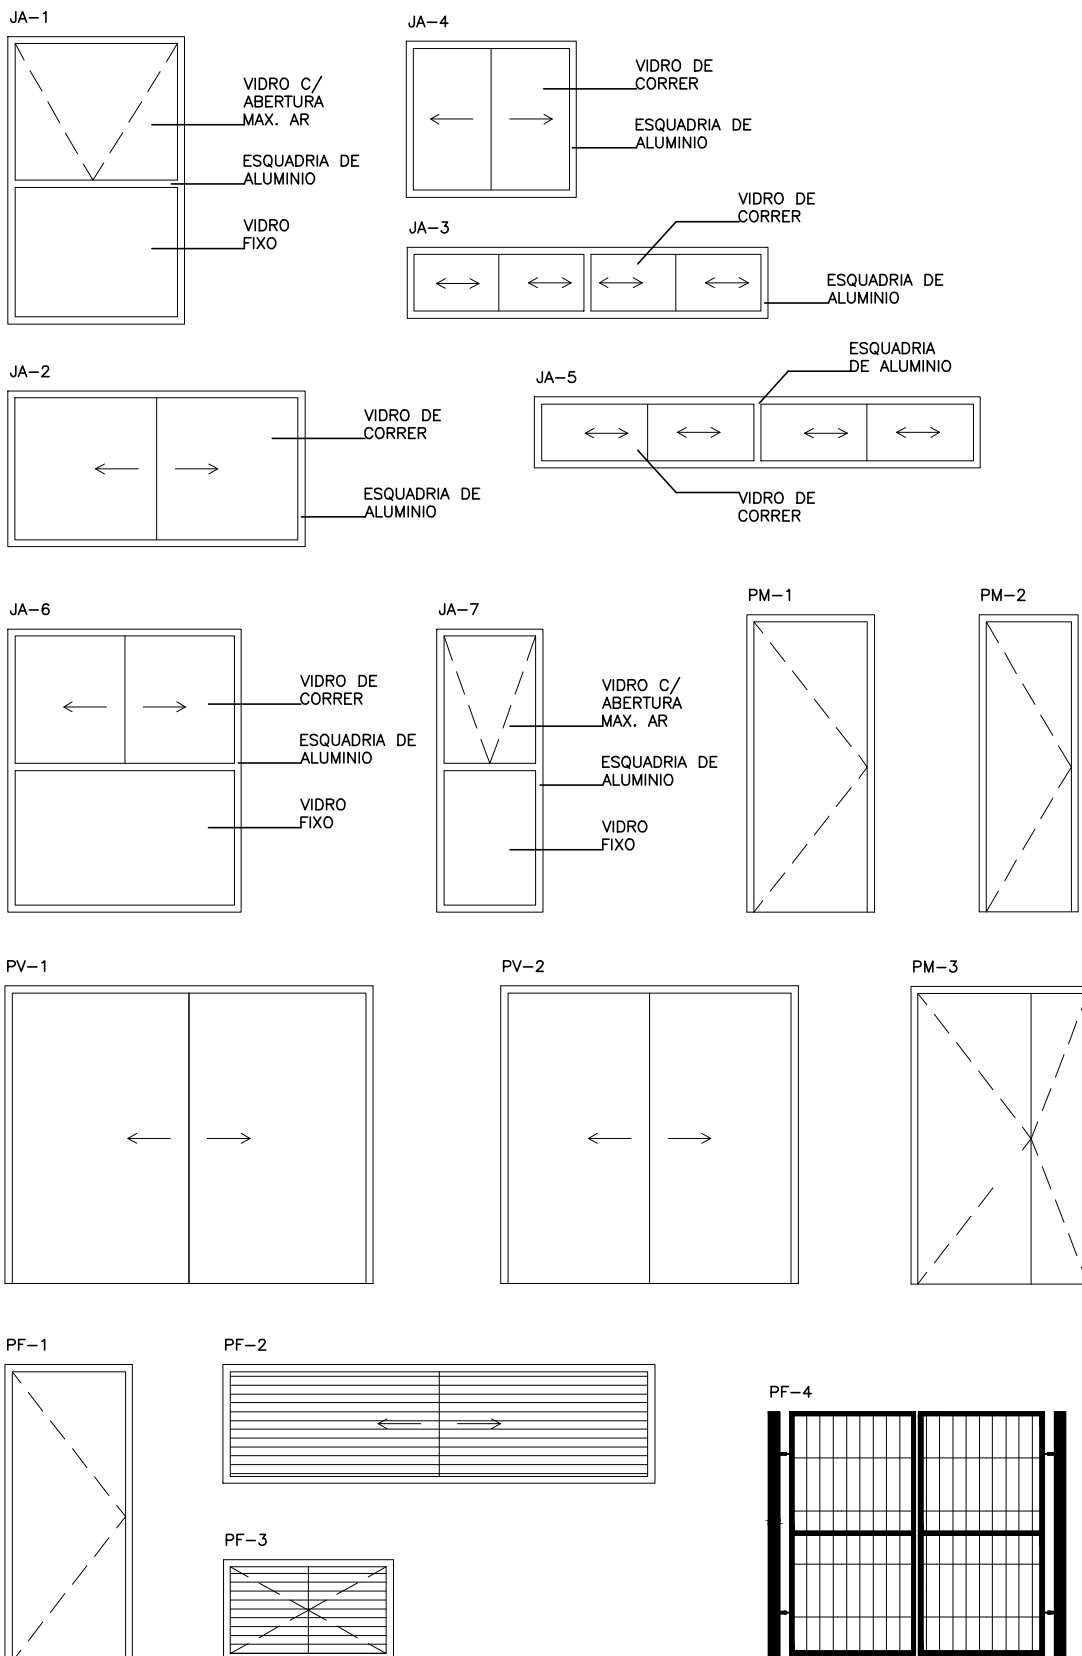 JA-1
VIDRO C/
ABERTURA
MAX. AR
ESQUADRIA DE
ALUMINIO
VIDRO
FIXO
JA-4
VIDRO DE
CORRER
ESQUADRIA DE
ALUMINIO
JA-3
VIDRO DE
CORRER
ESQUADRIA DE
ALUMINIO
JA-2
VIDRO DE
CORRER
ESQUADRIA DE
ALUMINIO
JA-5
ESQUADRIA
DE ALUMINIO
VIDRO DE
CORRER
JA-6
VIDRO DE
CORRER
ESQUADRIA DE
ALUMINIO
VIDRO
FIXO
JA-7
VIDRO C/
ABERTURA
MAX. AR
ESQUADRIA DE
ALUMINIO
VIDRO
FIXO
PM-1
PM-2
PV-1
PV-2
PM-3
PF-1
PF-2
PF-3
PF-4